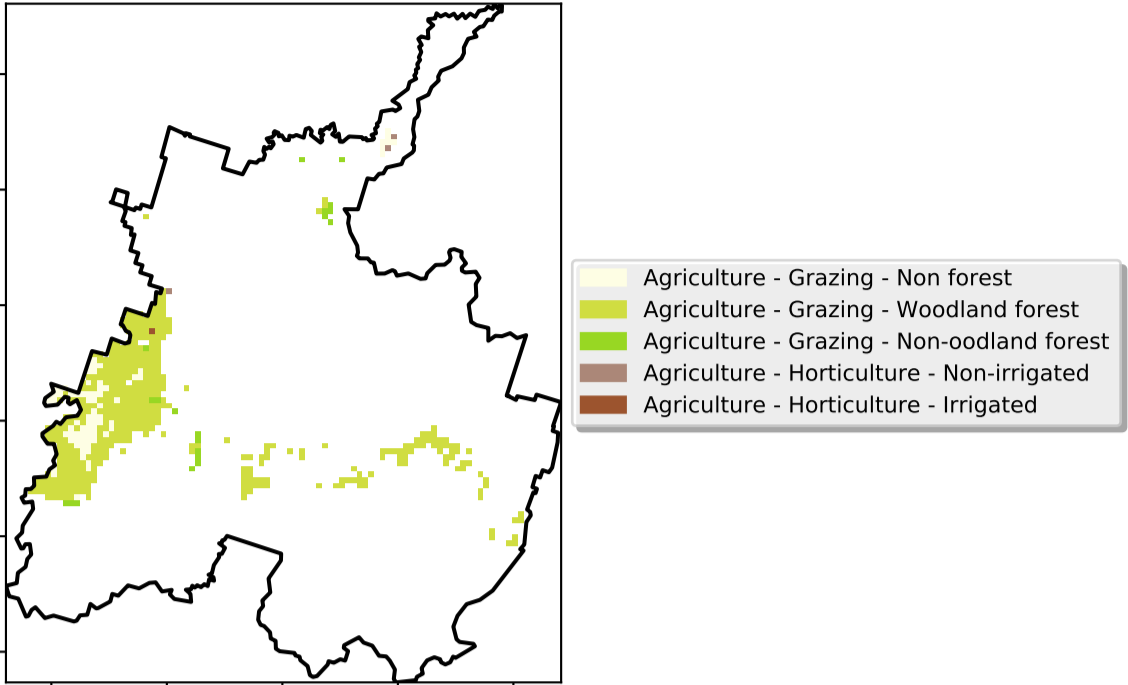 Agriculture - Grazing - Non forest
Agriculture - Grazing - Woodland forest
Agriculture - Grazing - Non-oodland forest
Agriculture - Horticulture - Non-irrigated
Agriculture - Horticulture - Irrigated